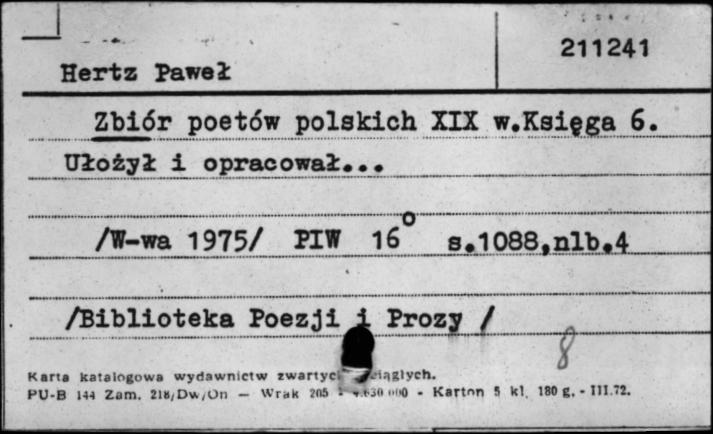 211241
Hertz Paweł
Zbiór poetów polskich XIX w.Księga 6.
Ułożył i opracował...
/W-wa 1975/ PIW 16° s.1088,nlb.4
/Biblioteka Poezji i Prozy /
8
Karta katalogowa wydawnictw
PU-B 144 Zam. 218/Dw/On — Wrak 205 - - Karton 5 kl. 180 g. - III.72.